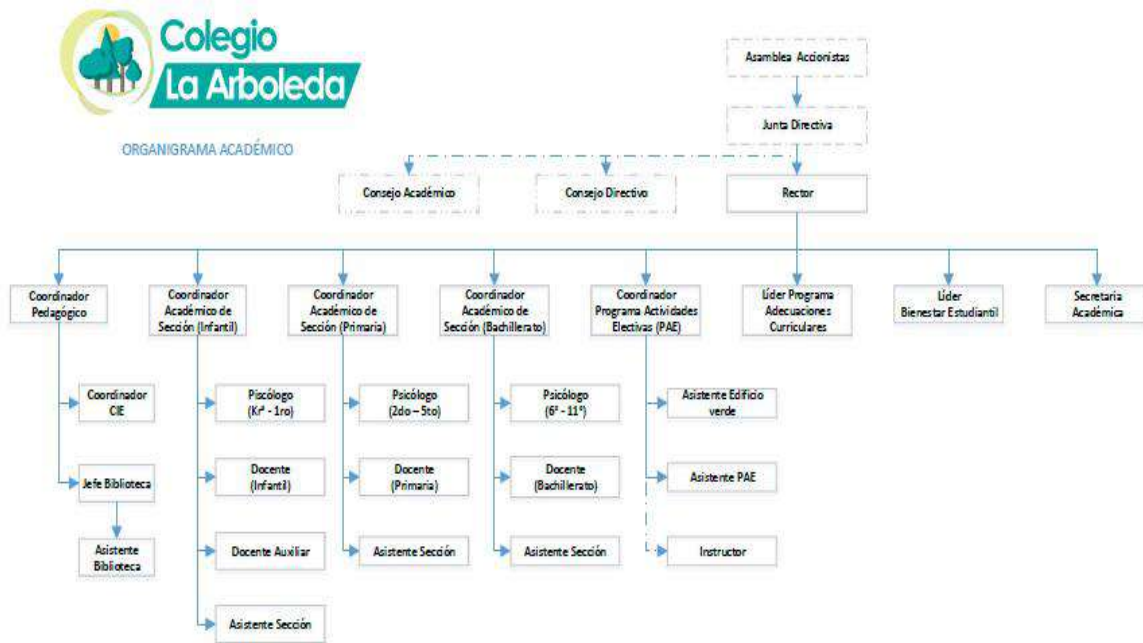 Colegio
La Arboleda
ORGANIGRAMA ACADÉMICO
Asamblea Accionistas
Junta Directiva
Consejo Académico
Consejo Directivo
Rector
Coordinador
Pedagógico
Coordinador
Académico de
Sección (Infantil)
Coordinador
Académico de
Sección (Primaria)
Coordinador
Académico de
Sección (Bachillerato)
Coordinador
Programa Actividades
Electivas (PAE)
Líder Programa
Adecuaciones
Curriculares
Líder
Bienestar Estudiantil
Secretaria
Académica
Coordinador
CIE
Piscólogo
(Krº - 1ro)
Psicólogo
(2do – 5to)
Psicólogo
(6º - 11º)
Asistente Edificio
verde
Jefe Biblioteca
Docente
(Infantil)
Docente
(Primaria)
Docente
(Bachillerato)
Asistente PAE
Asistente
Biblioteca
Docente Auxiliar
Asistente Sección
Asistente Sección
Instructor
Asistente Sección